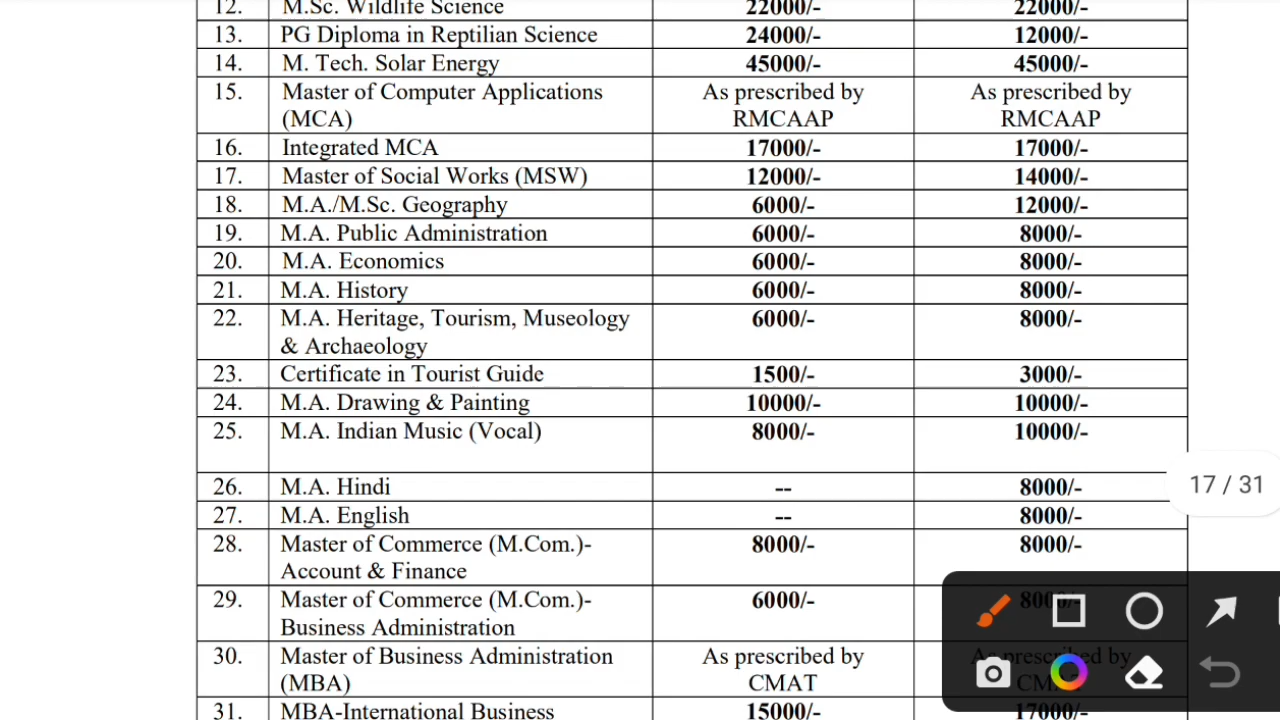 12. M.Sc. Wildlife Science 22000/- 22000/-
13. PG Diploma in Reptilian Science 24000/- 12000/-
14. M. Tech. Solar Energy 45000/- 45000/-
15. Master of Computer Applications As prescribed by As prescribed by
(MCA) RMCAAP RMCAAP
16. Integrated MCA 17000/- 17000/-
17. Master of Social Works (MSW) 12000/- 14000/-
18. M.A./M.Sc. Geography 6000/- 12000/-
19. M.A. Public Administration 6000/- 8000/-
20. M.A. Economics 6000/- 8000/-
21. M.A. History 6000/- 8000/-
22. M.A. Heritage, Tourism, Museology 6000/- 8000/-
& Archaeology
23. Certificate in Tourist Guide 1500/- 3000/-
24. M.A. Drawing & Painting 10000/- 10000/-
25. M.A. Indian Music (Vocal) 8000/- 10000/-
26. M.A. Hindi -- 8000/-
17 / 31
27. M.A. English -- 8000/-
28. Master of Commerce (M.Com.)- 8000/- 8000/-
Account & Finance
29. Master of Commerce (M.Com.)- 6000/- 8000/-
Business Administration
30. Master of Business Administration As prescribed by As prescribed by
(MBA) CMAT CMAT
31. MBA-International Business 15000/- 17000/-